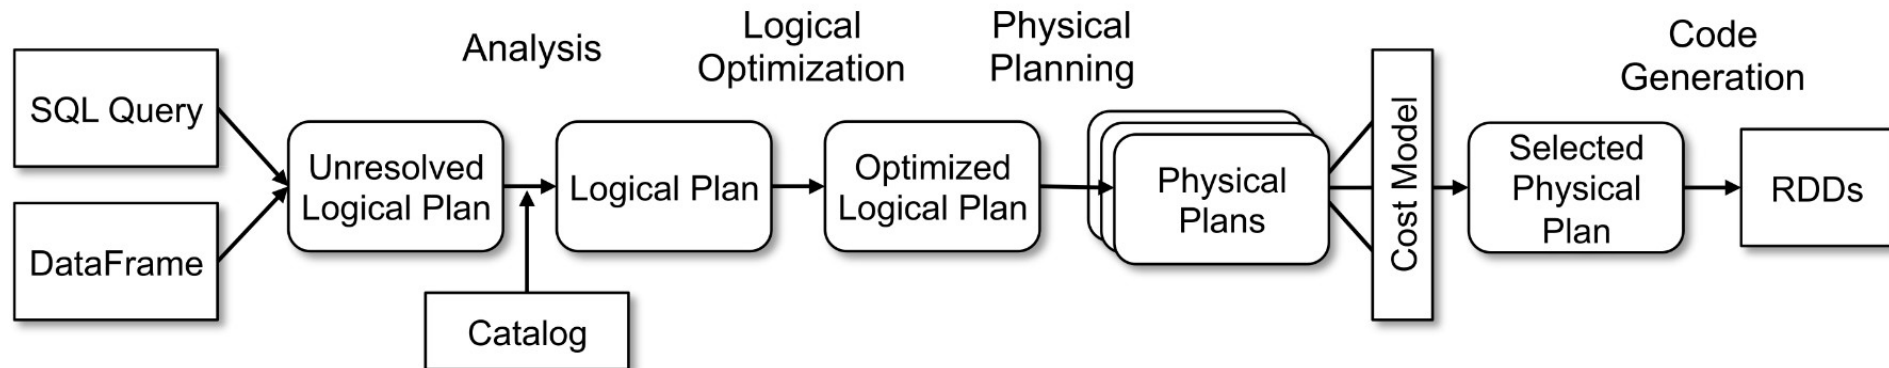 Analysis
Logical
Optimization
Physical
Planning
Code
Generation
SQL Query
DataFrame
Unresolved
Logical Plan
Catalog
Logical Plan
Optimized
Logical Plan
Physical
Plans
Cost Model
Selected
Physical
Plan
RDDs